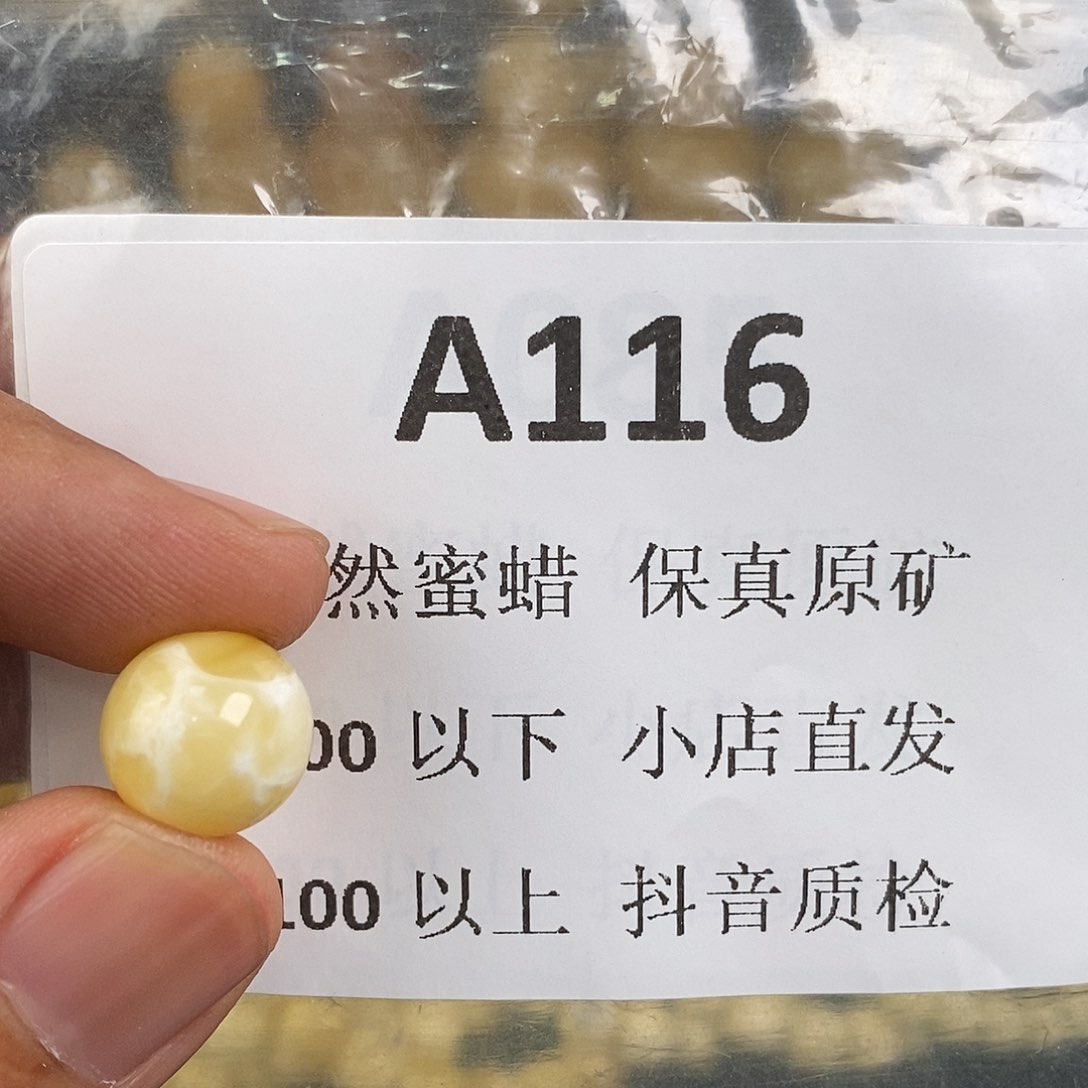 A116
然蜜蜡 保真原矿
00 以下 小店直发
100 以上 抖音质检